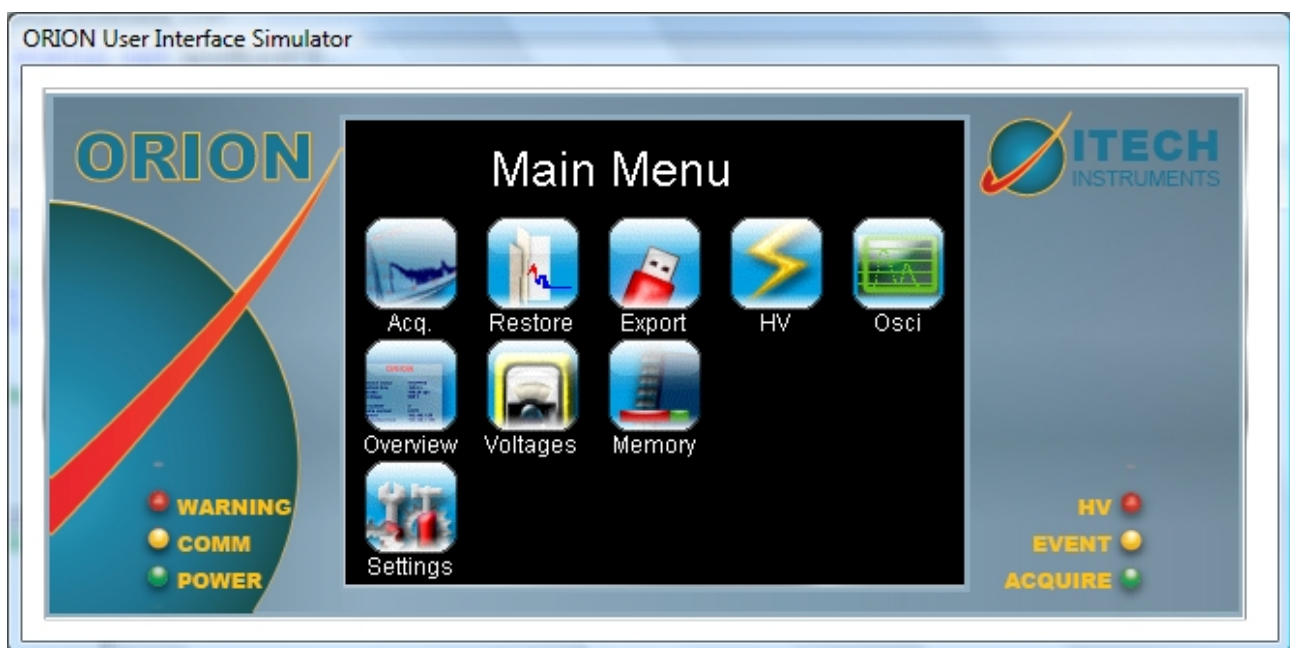 ORION User Interface Simulator
ORION
ITECH
INSTRUMENTS
Main Menu
Acq. Restore Export HV Osci
ORION
Overview Voltages Memory
Settings
WARNING
COMM
POWER
HV
EVENT
ACQUIRE